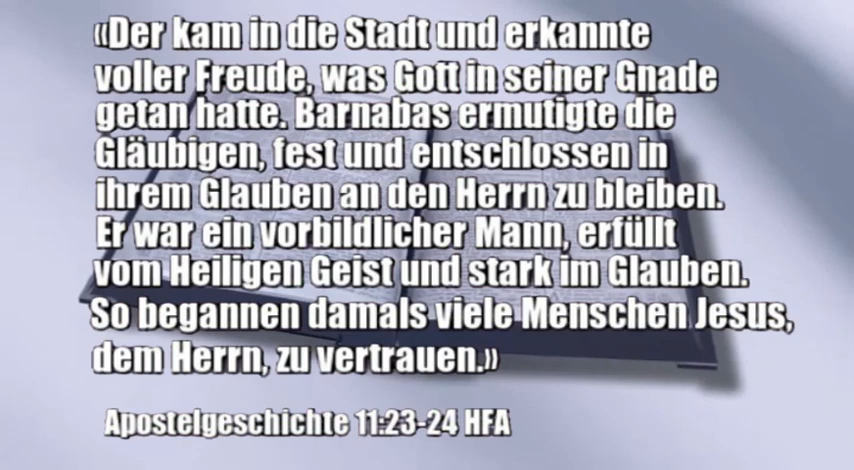 «Der kam in die Stadt und erkannte
voller Freude, was Gott in seiner Gnade
getan hatte. Barnabas ermutigte die
Gläubigen, fest und entschlossen in
ihrem Glauben an den Herrn zu bleiben.
Er war ein vorbildlicher Mann, erfüllt
vom Heiligen Geist und stark im Glauben.
So begannen damals viele Menschen Jesus,
dem Herrn, zu vertrauen.»
Apostelgeschichte 11:23-24 HFA